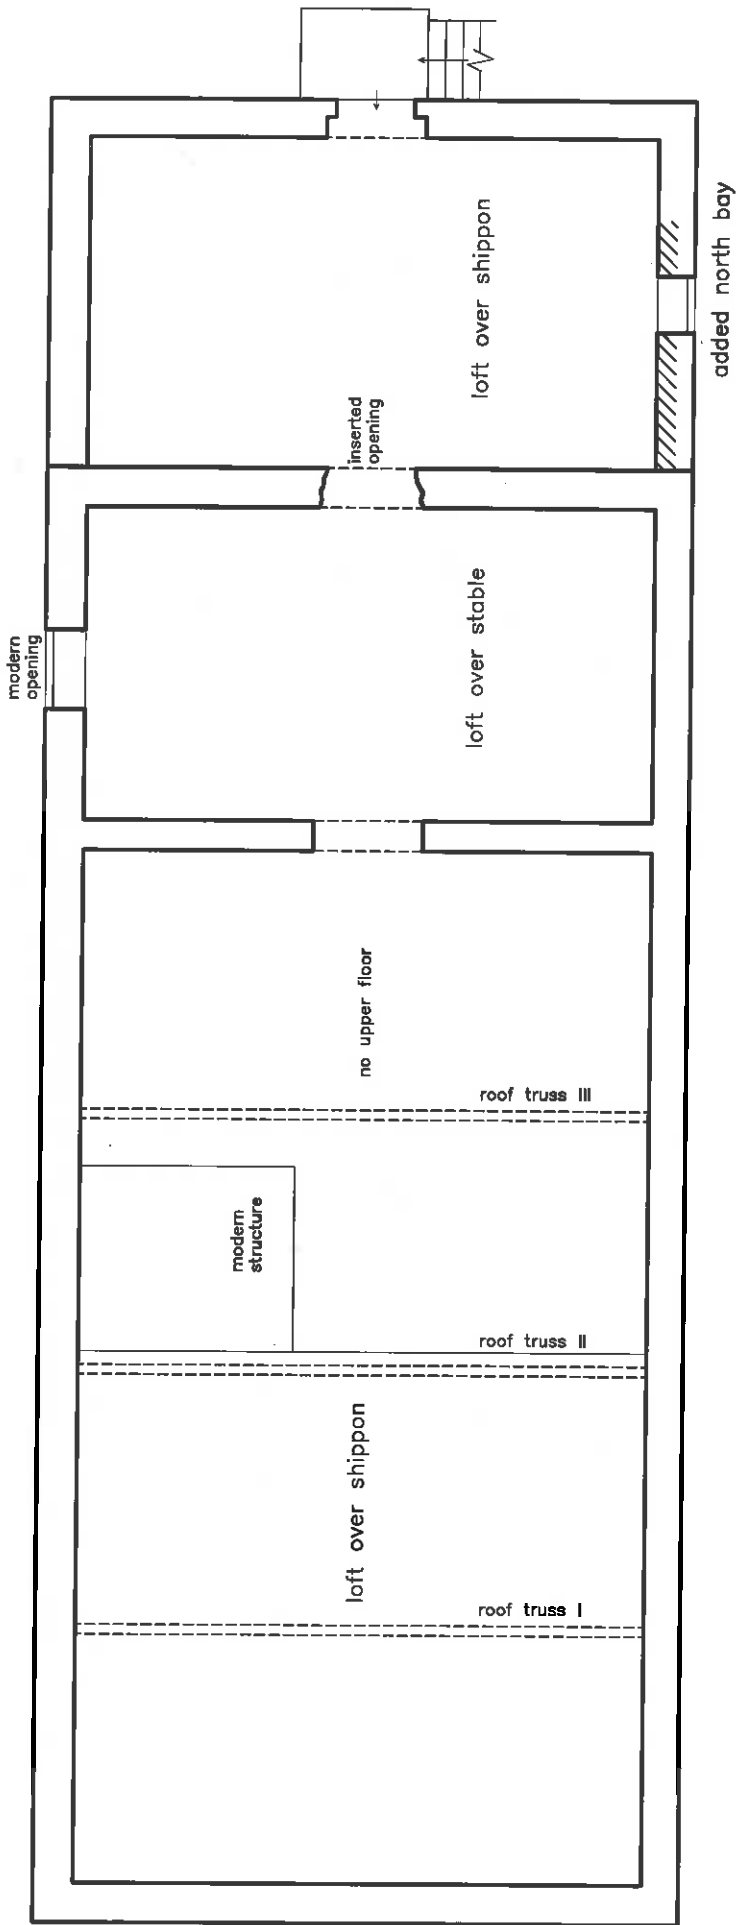 added north bay
loft over shippon
inserted
opening
loft over stable
modern
opening
no upper floor
roof truss III
modern
structure
roof truss II
loft over shippon
roof truss I